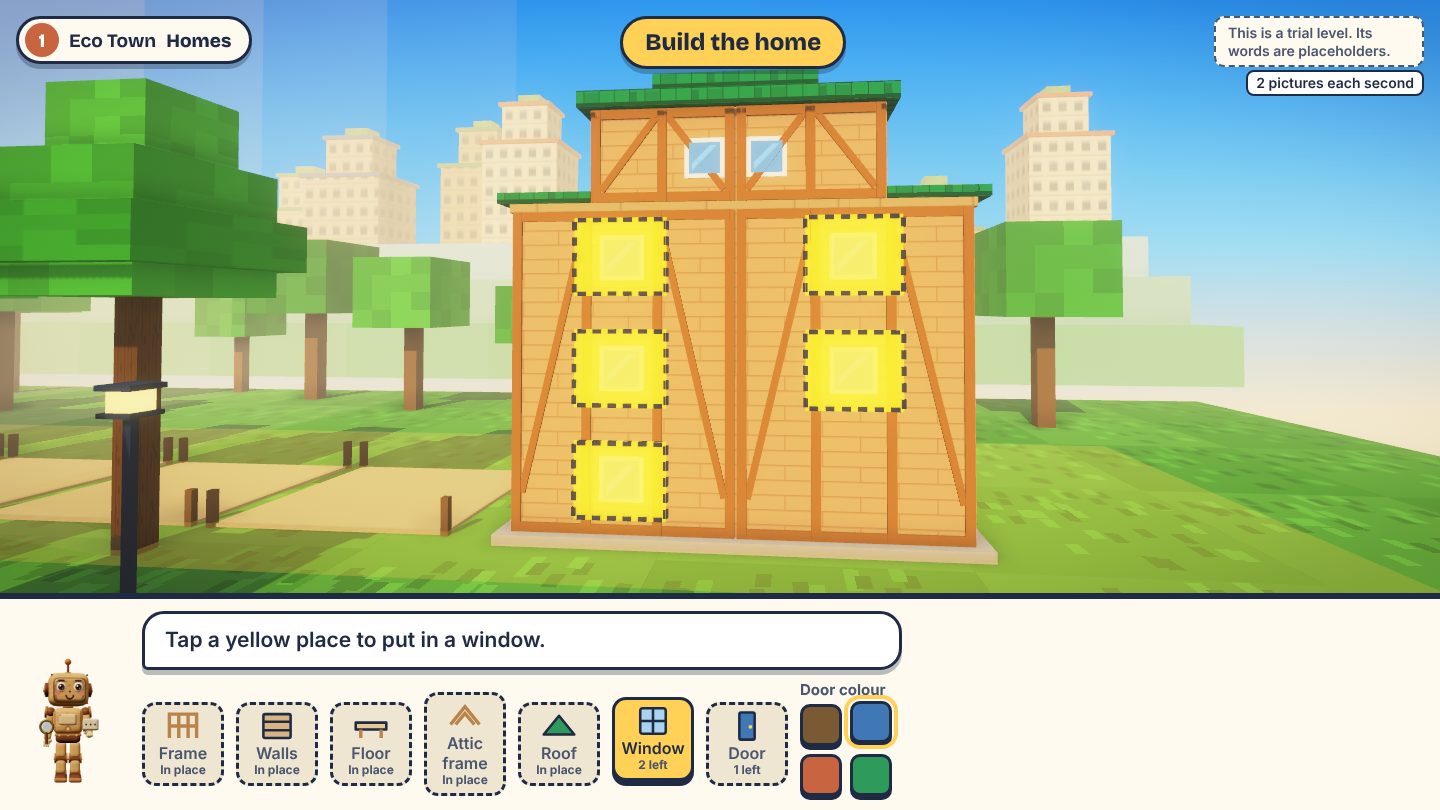 1 Eco Town Homes
Build the home
This is a trial level. Its
words are placeholders.
2 pictures each second
Tap a yellow place to put in a window.
Door colour
Frame
In place
Walls
In place
Floor
In place
Attic
frame
In place
Roof
In place
Window
2 left
Door
1 left